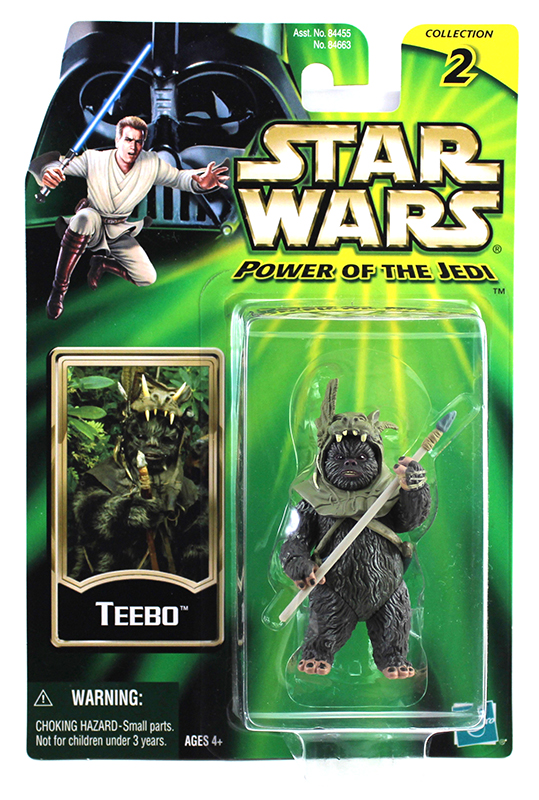 Asst. No. 84455
No. 84663
COLLECTION
2
STAR
WARS®
POWER OF THE JEDI
™
TEEBO™
⚠ WARNING:
CHOKING HAZARD-Small parts.
Not for children under 3 years.
AGES 4+
®